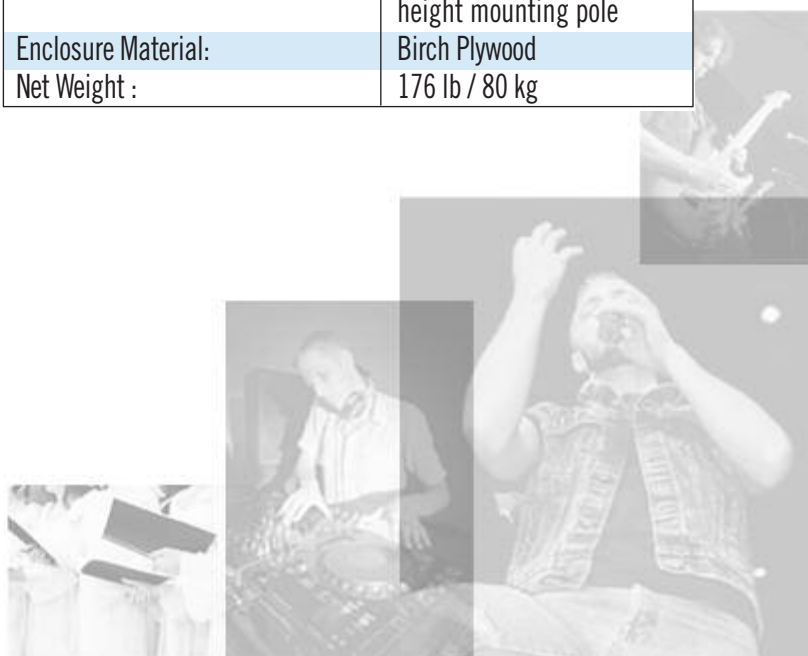 height mounting pole
Enclosure Material: Birch Plywood
Net Weight : 176 lb / 80 kg